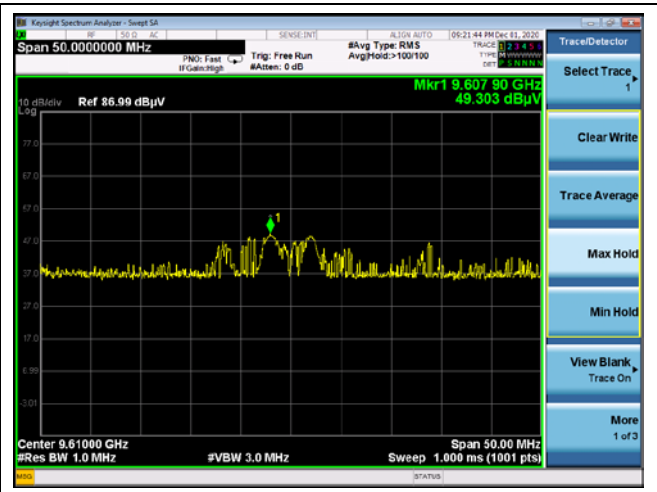 Keysight Spectrum Analyzer - Swept SA
RF 50 Ω AC SENSE:INT ALIGN AUTO 09:21:44 PM Dec 01, 2020
Span 50.0000000 MHz
PNO: Fast
IFGain:High
Trig: Free Run
#Atten: 0 dB
#Avg Type: RMS
Avg|Hold:>100/100
TRACE 1 2 3 4 5
TYPE M
DET P S N N N N
Mkr1 9.607 90 GHz
49.303 dBµV
10 dB/div Ref 86.99 dBµV
Log
77.0
67.0
57.0
47.0
37.0
27.0
17.0
6.99
-3.01
1
Center 9.61000 GHz
Span 50.00 MHz
#Res BW 1.0 MHz
#VBW 3.0 MHz
Sweep 1.000 ms (1001 pts)
MSG
STATUS
Trace/Detector
Select Trace
1
Clear Write
Trace Average
Max Hold
Min Hold
View Blank
Trace On
More
1 of 3